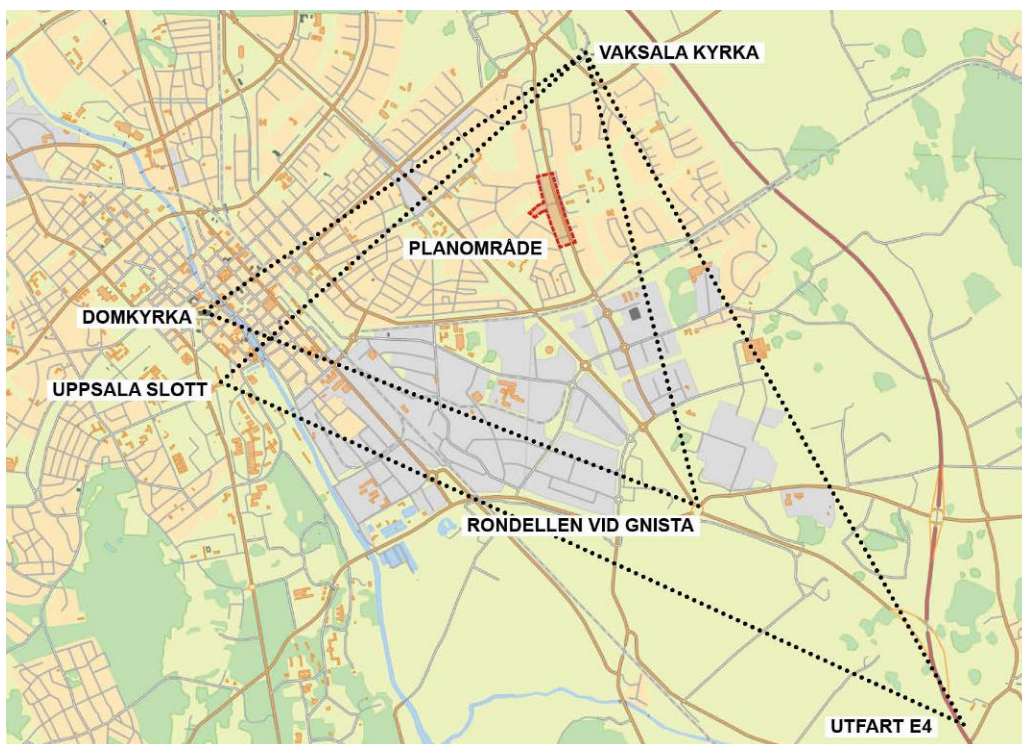 VAKSALA KYRKA
PLANOMRÅDE
DOMKYRKA
UPPSALA SLOTT
RONDELLEN VID GNISTA
UTFART E4